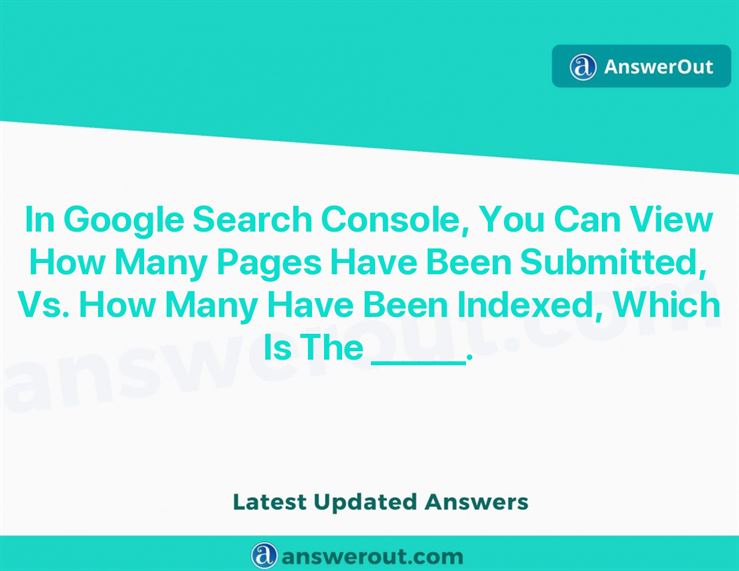 AnswerOut
In Google Search Console, You Can View
How Many Pages Have Been Submitted,
Vs. How Many Have Been Indexed, Which
Is The ______.
answerout.com
Latest Updated Answers
answerout.com